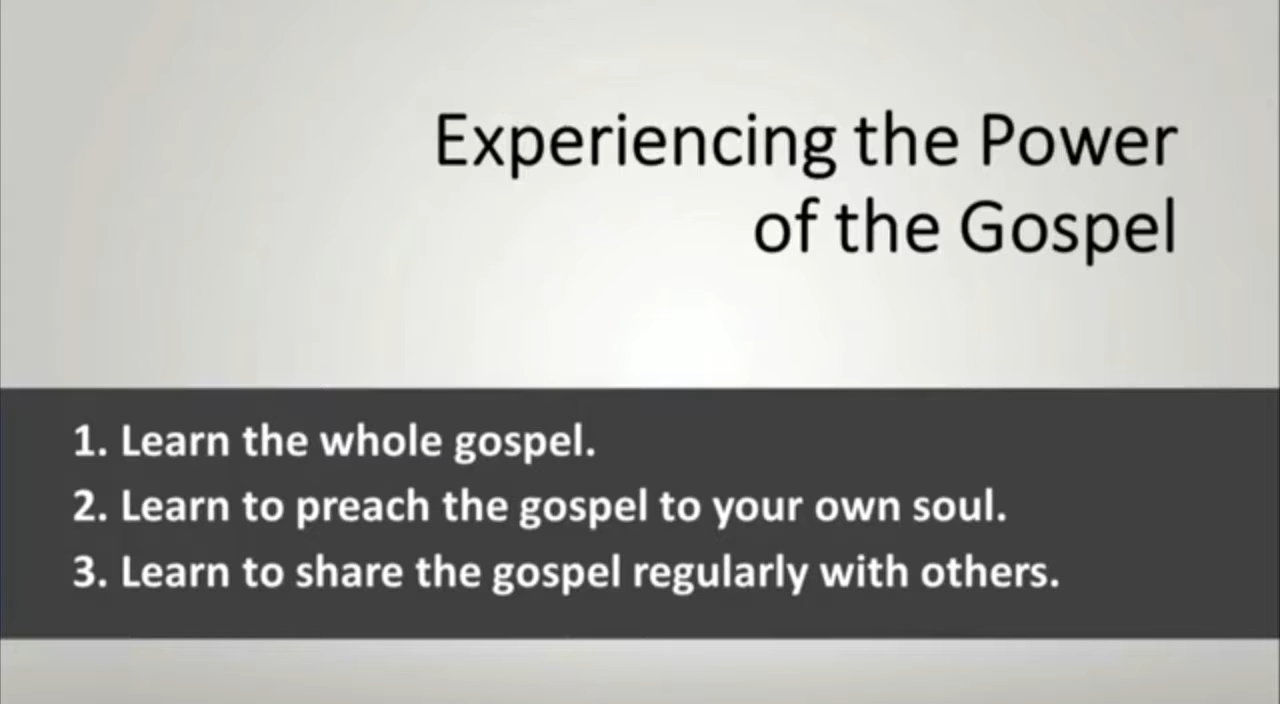 Experiencing the Power
of the Gospel
1. Learn the whole gospel.
2. Learn to preach the gospel to your own soul.
3. Learn to share the gospel regularly with others.